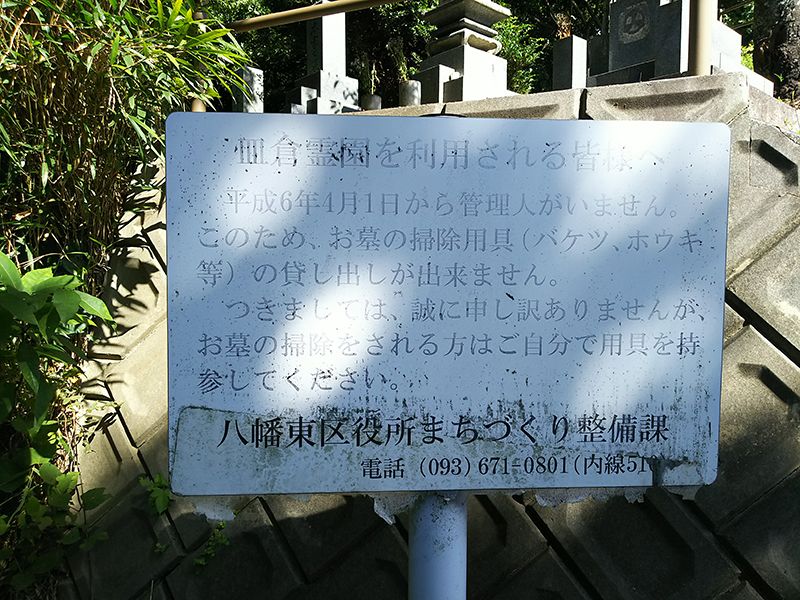 皿倉霊園を利用される皆様へ
平成6年4月1日から管理人がいません。
このため、お墓の掃除用具（バケツ、ホウキ
等）の貸し出しが出来ません。
つきましては、誠に申し訳ありませんが、
お墓の掃除をされる方はご自分で用具を持
参してください。
八幡東区役所まちづくり整備課
電話（093）671-0801（内線51